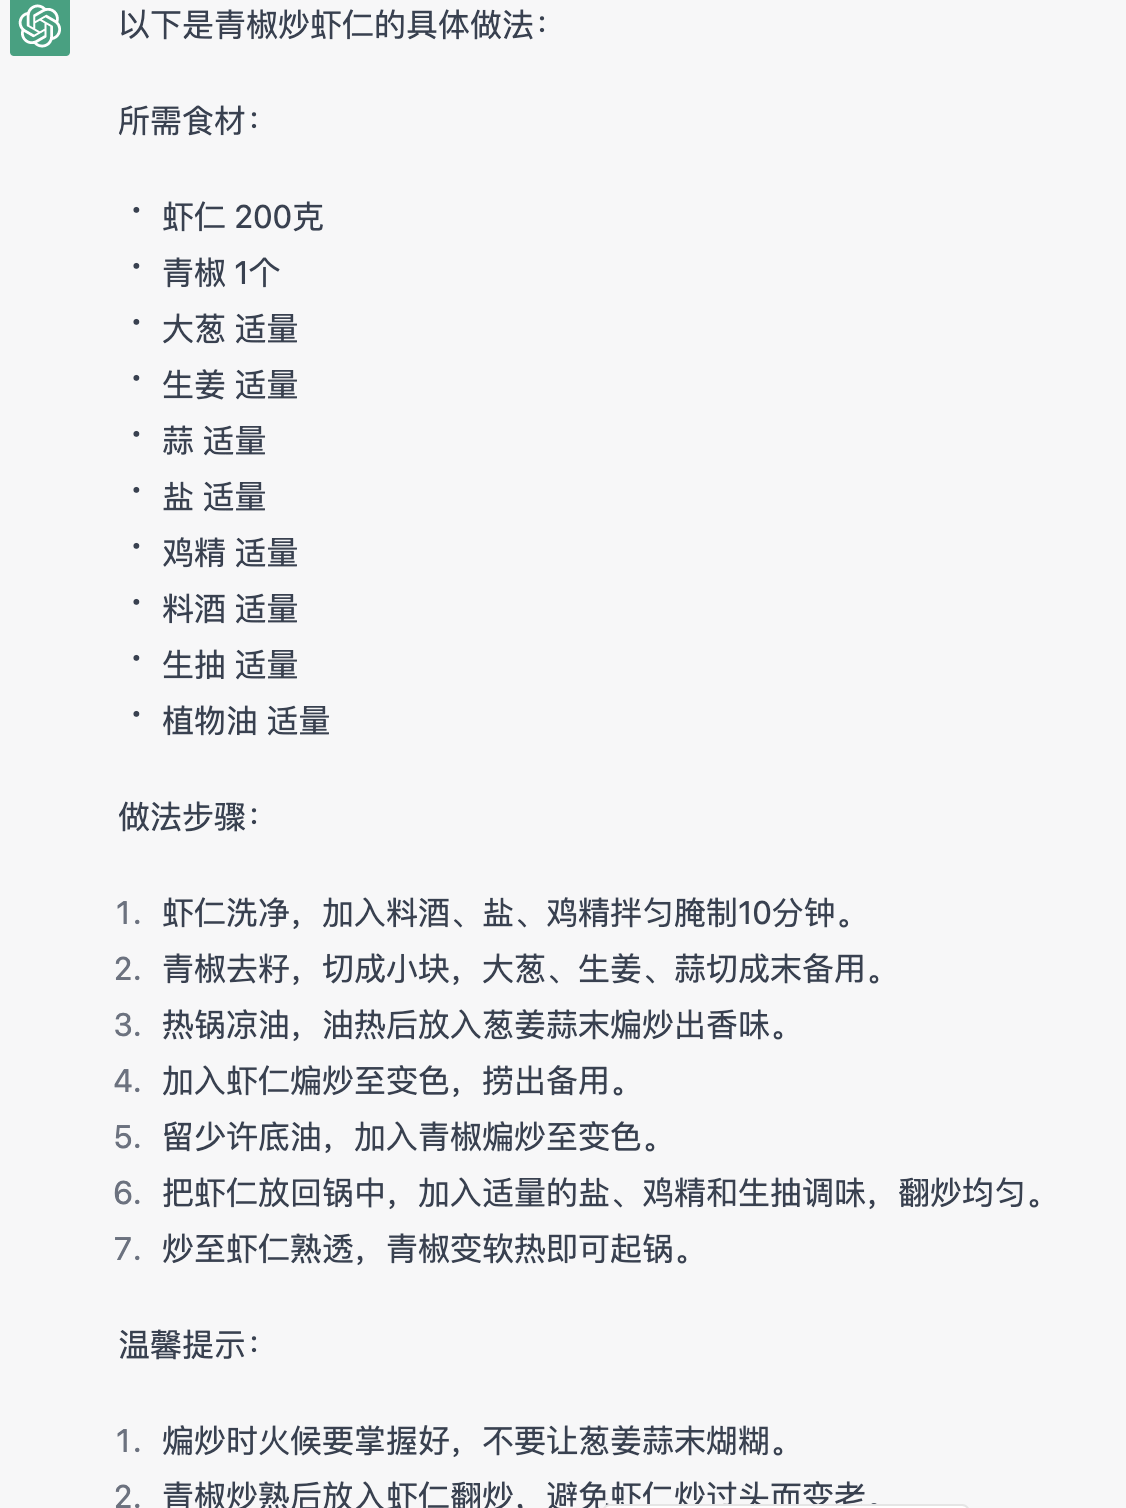 以下是青椒炒虾仁的具体做法：
所需食材：
• 虾仁 200克
• 青椒 1个
• 大葱 适量
• 生姜 适量
• 蒜 适量
• 盐 适量
• 鸡精 适量
• 料酒 适量
• 生抽 适量
• 植物油 适量
做法步骤：
1. 虾仁洗净，加入料酒、盐、鸡精拌匀腌制10分钟。
2. 青椒去籽，切成小块，大葱、生姜、蒜切成末备用。
3. 热锅凉油，油热后放入葱姜蒜末煸炒出香味。
4. 加入虾仁煸炒至变色，捞出备用。
5. 留少许底油，加入青椒煸炒至变色。
6. 把虾仁放回锅中，加入适量的盐、鸡精和生抽调味，翻炒均匀。
7. 炒至虾仁熟透，青椒变软热即可起锅。
温馨提示：
1. 煸炒时火候要掌握好，不要让葱姜蒜末煳糊。
2. 青椒炒熟后放入虾仁翻炒，避免虾仁炒过头而变老。